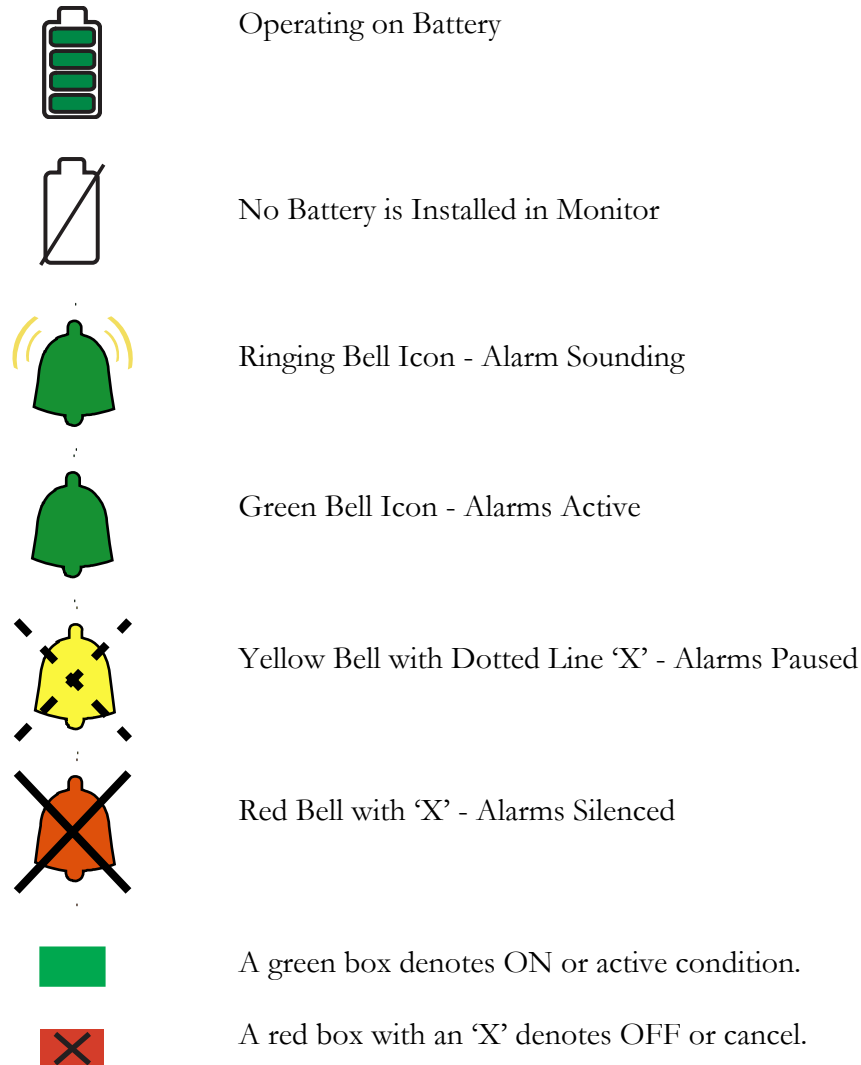 Operating on Battery
No Battery is Installed in Monitor
Ringing Bell Icon - Alarm Sounding
Green Bell Icon - Alarms Active
Yellow Bell with Dotted Line ‘X’ - Alarms Paused
Red Bell with ‘X’ - Alarms Silenced
A green box denotes ON or active condition.
A red box with an ‘X’ denotes OFF or cancel.